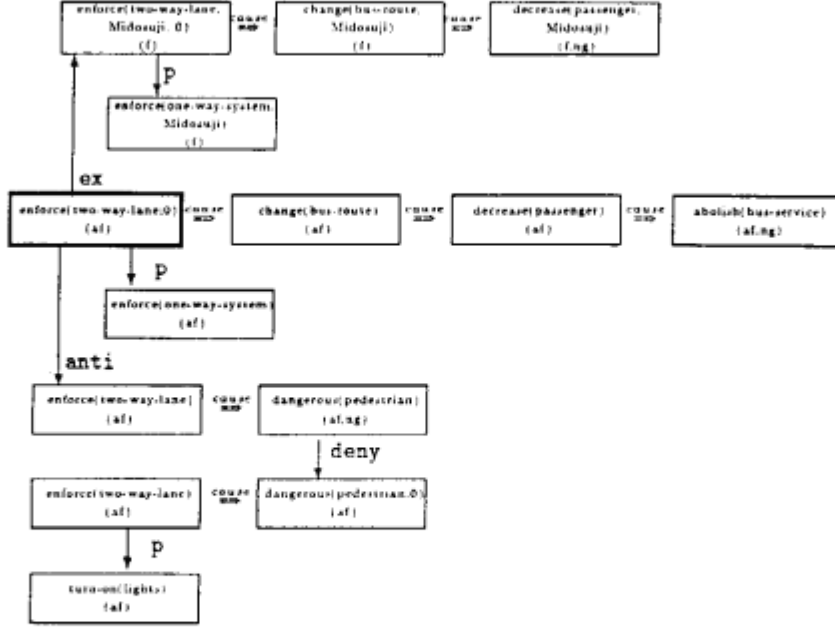 enforce(two-way-lane, cause change(bus-route, cause decrease(passenger,
Midosuji, 0) Midosuji) Midosuji)
(f) (f) (f,ng)
p
enforce(one-way-system,
Midosuji)
(f)
ex
enforce(two-way-lane,0) cause change(bus-route) cause decrease(passenger) cause abolish(bus-service)
(af) (af) (af) (af,ng)
p
enforce(one-way-system)
(af)
anti
enforce(two-way-lane) cause dangerous(pedestrian)
(af) (af,ng)
deny
enforce(two-way-lane) cause dangerous(pedestrian,0)
(af) (af)
p
turn-on(lights)
(af)